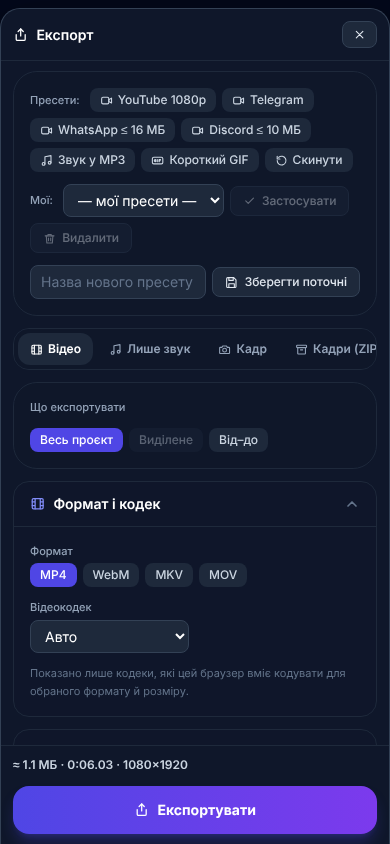 Експорт
Пресети: YouTube 1080p Telegram
WhatsApp ≤ 16 МБ Discord ≤ 10 МБ
Звук у MP3 GIF Короткий GIF Скинути
Мої: — мої пресети — Застосувати
Видалити
Назва нового пресету Зберегти поточні
Відео Лише звук Кадр Кадри (ZIP
Що експортувати
Весь проєкт Виділене Від–до
Формат і кодек
Формат
MP4 WebM MKV MOV
Відеокодек
Авто
Показано лише кодеки, які цей браузер вміє кодувати для
обраного формату й розміру.
≈ 1.1 МБ · 0:06.03 · 1080×1920
Експортувати